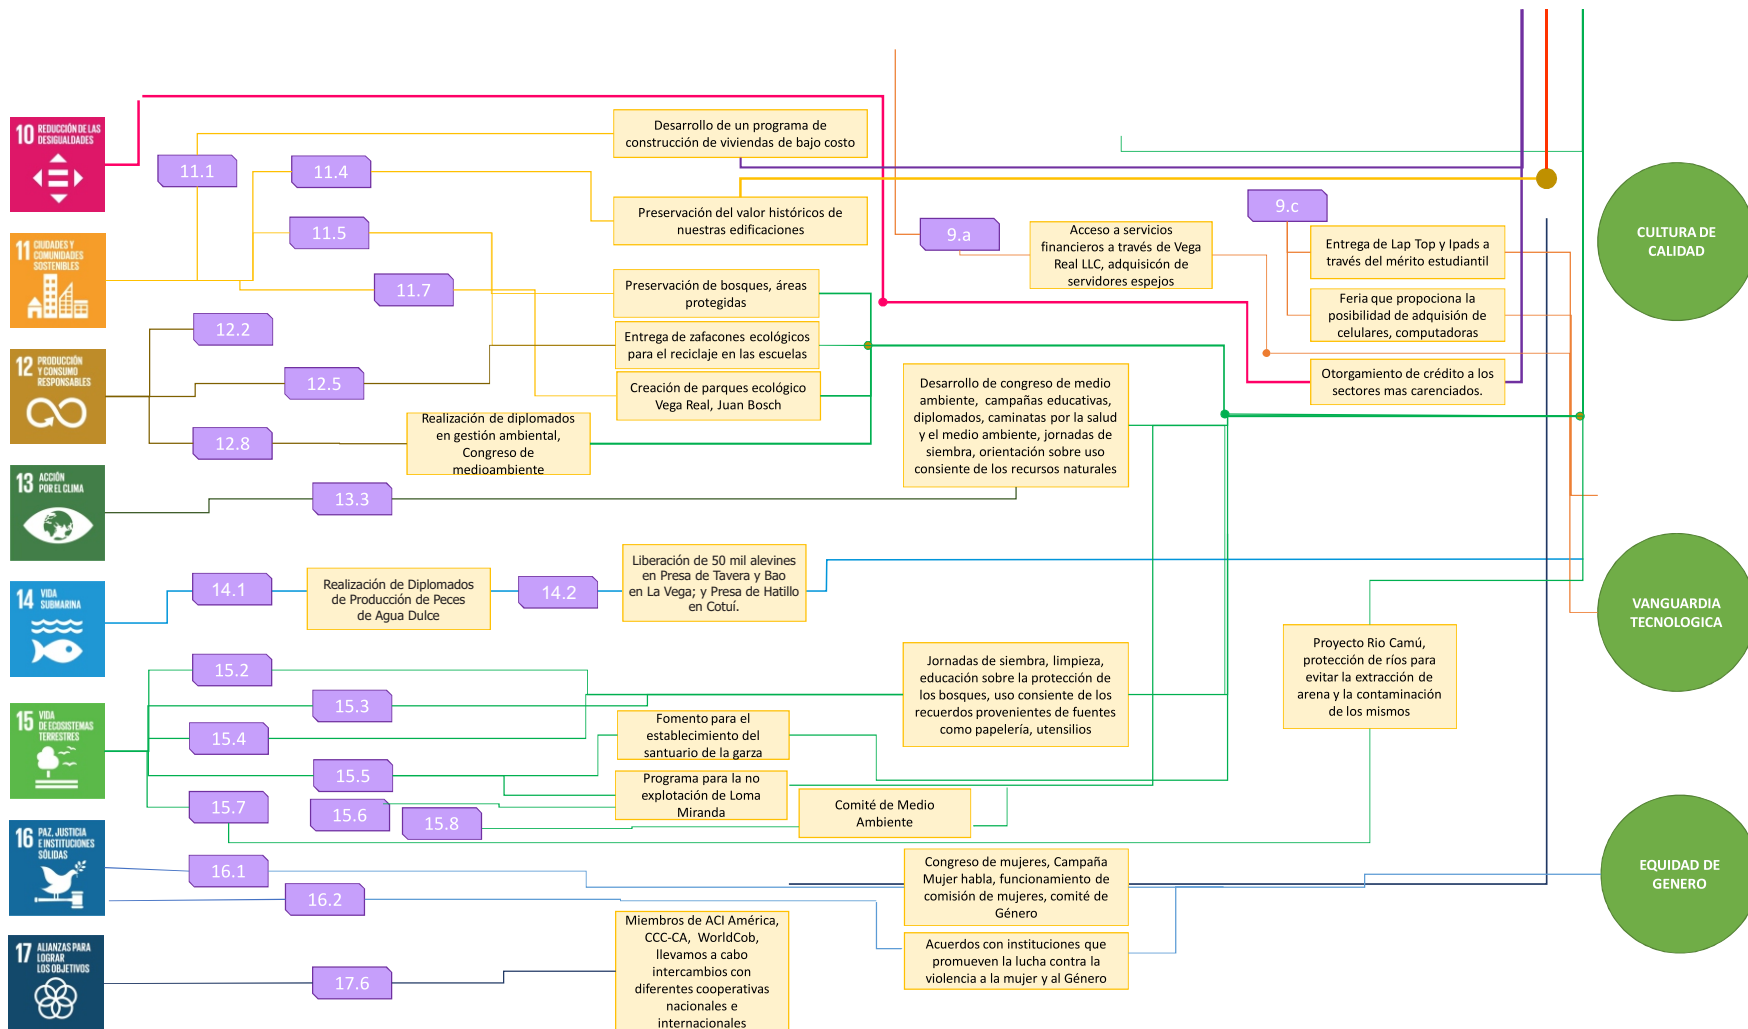 10 REDUCCIÓN DE LAS
DESIGUALDADES
11 CIUDADES Y
COMUNIDADES
SOSTENIBLES
12 PRODUCCIÓN
Y CONSUMO
RESPONSABLES
13 ACCIÓN
POR EL CLIMA
14 VIDA
SUBMARINA
15 VIDA
DE ECOSISTEMAS
TERRESTRES
16 PAZ, JUSTICIA
E INSTITUCIONES
SÓLIDAS
17 ALIANZAS PARA
LOGRAR
LOS OBJETIVOS
11.1
11.4
11.5
11.7
12.2
12.5
12.8
13.3
14.1
14.2
15.2
15.3
15.4
15.5
15.7
15.6
15.8
16.1
16.2
17.6
9.a
9.c
Desarrollo de un programa de
construcción de viviendas de bajo costo
Preservación del valor históricos de
nuestras edificaciones
Preservación de bosques, áreas
protegidas
Entrega de zafacones ecológicos
para el reciclaje en las escuelas
Creación de parques ecológico
Vega Real, Juan Bosch
Realización de diplomados
en gestión ambiental,
Congreso de
medioambiente
Desarrollo de congreso de medio
ambiente, campañas educativas,
diplomados, caminatas por la salud
y el medio ambiente, jornadas de
siembra, orientación sobre uso
consiente de los recursos naturales
Acceso a servicios
financieros a través de Vega
Real LLC, adquisicón de
servidores espejos
Entrega de Lap Top y Ipads a
través del mérito estudiantil
Feria que propociona la
posibilidad de adquisión de
celulares, computadoras
Otorgamiento de crédito a los
sectores mas carenciados.
Realización de Diplomados
de Producción de Peces
de Agua Dulce
Liberación de 50 mil alevines
en Presa de Tavera y Bao
en La Vega; y Presa de Hatillo
en Cotuí.
Jornadas de siembra, limpieza,
educación sobre la protección de
los bosques, uso consiente de los
recuerdos provenientes de fuentes
como papelería, utensilios
Fomento para el
establecimiento del
santuario de la garza
Programa para la no
explotación de Loma
Miranda
Comité de Medio
Ambiente
Proyecto Rio Camú,
protección de ríos para
evitar la extracción de
arena y la contaminación
de los mismos
Congreso de mujeres, Campaña
Mujer habla, funcionamiento de
comisión de mujeres, comité de
Género
Acuerdos con instituciones que
promueven la lucha contra la
violencia a la mujer y al Género
Miembros de ACI América,
CCC-CA, WorldCob,
llevamos a cabo
intercambios con
diferentes cooperativas
nacionales e
internacionales
CULTURA DE
CALIDAD
VANGUARDIA
TECNOLOGICA
EQUIDAD DE
GENERO